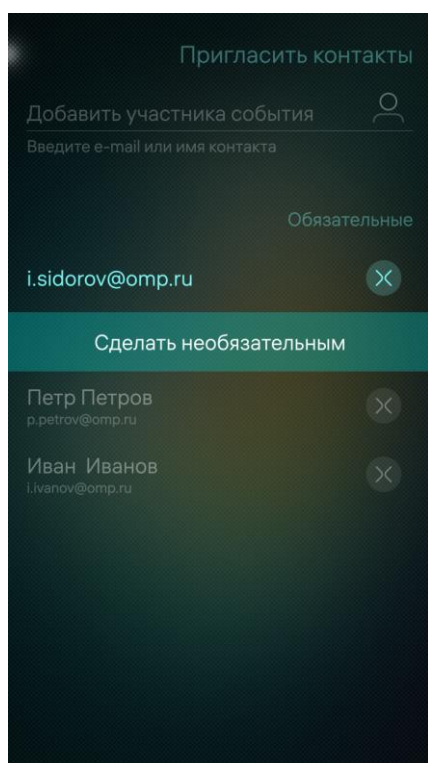 Пригласить контакты
Добавить участника события
Введите e-mail или имя контакта
Обязательные
i.sidorov@omp.ru
Сделать необязательным
Петр Петров
p.petrov@omp.ru
Иван Иванов
i.ivanov@omp.ru